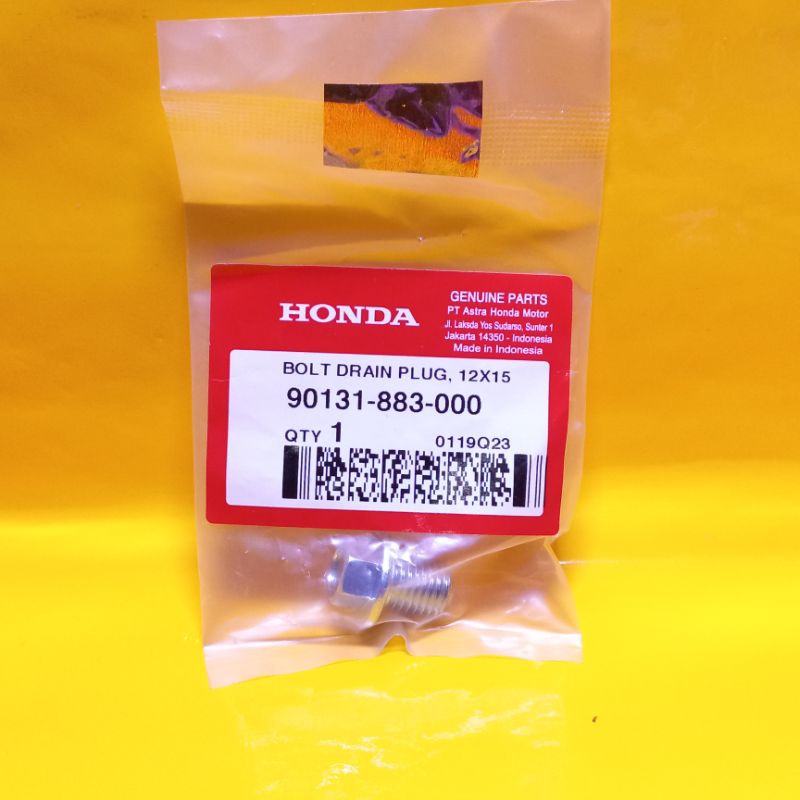 HONDA
GENUINE PARTS
PT Astra Honda Motor
Jl. Laksda Yos Sudarso, Sunter 1
Jakarta 14350 - Indonesia
Made in Indonesia
BOLT DRAIN PLUG, 12X15
90131-883-000
QTY 1 0119Q23